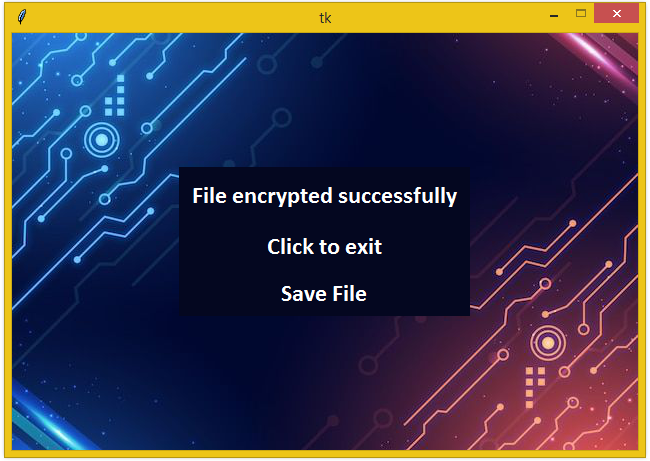 tk
File encrypted successfully
Click to exit
Save File